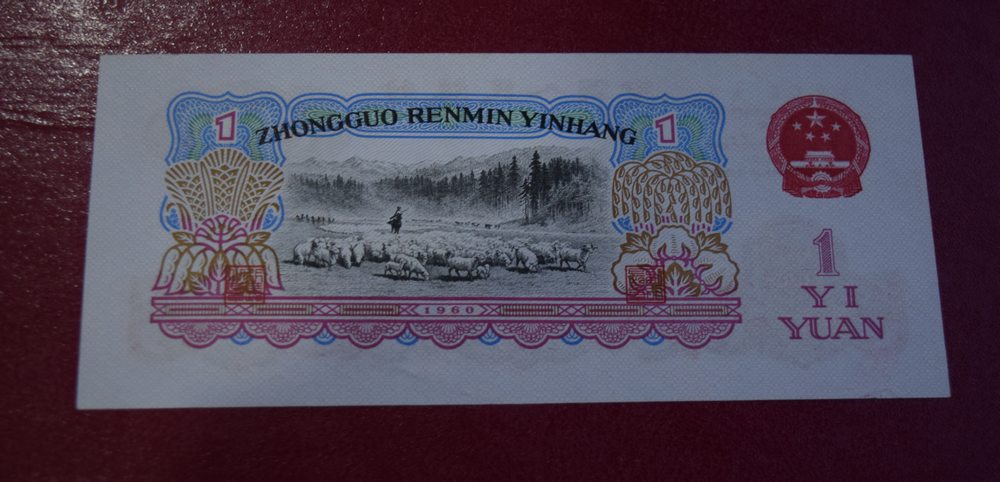 1
1
ZHONGGUO RENMIN YINHANG
1960
1
YI
YUAN